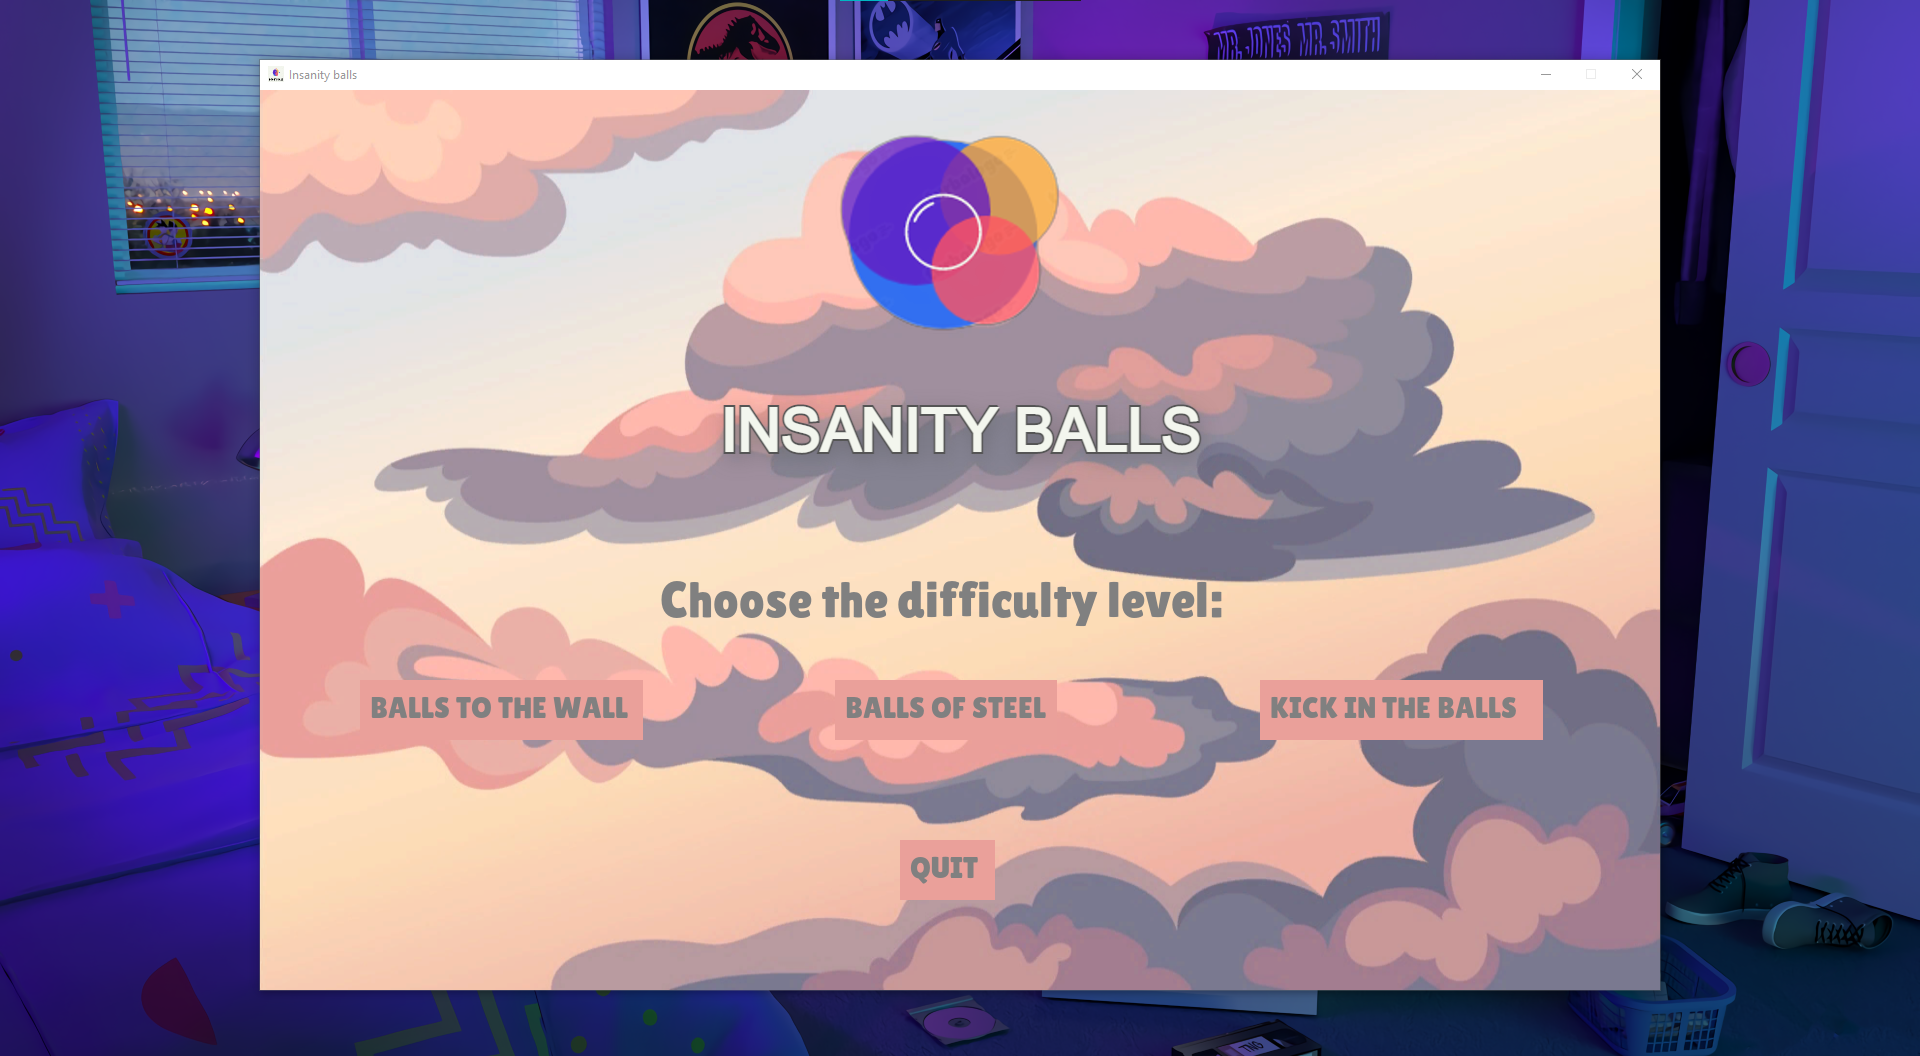 MR. JONES MR. SMITH
Insanity balls
INSANITY BALLS
Choose the difficulty level:
BALLS TO THE WALL
BALLS OF STEEL
KICK IN THE BALLS
QUIT
TNG